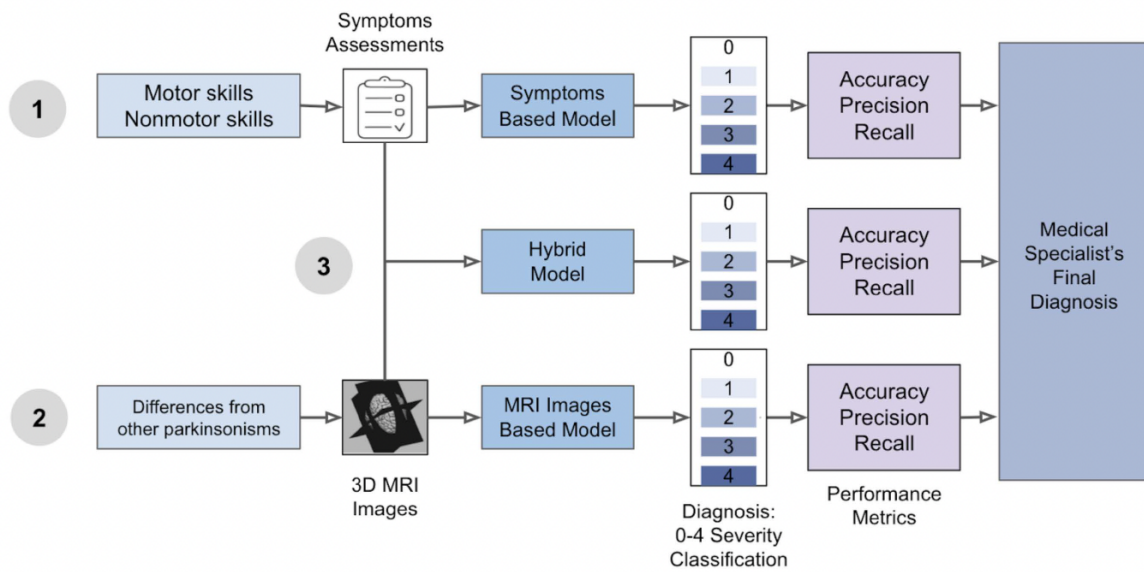 Symptoms
Assessments
1
Motor skills
Nonmotor skills
Symptoms
Based Model
0
1
2
3
4
Accuracy
Precision
Recall
3
Hybrid
Model
0
1
2
3
4
Accuracy
Precision
Recall
Medical
Specialist's
Final
Diagnosis
2
Differences from
other parkinsonisms
MRI Images
Based Model
0
1
2
3
4
Accuracy
Precision
Recall
3D MRI
Images
Diagnosis:
0-4 Severity
Classification
Performance
Metrics